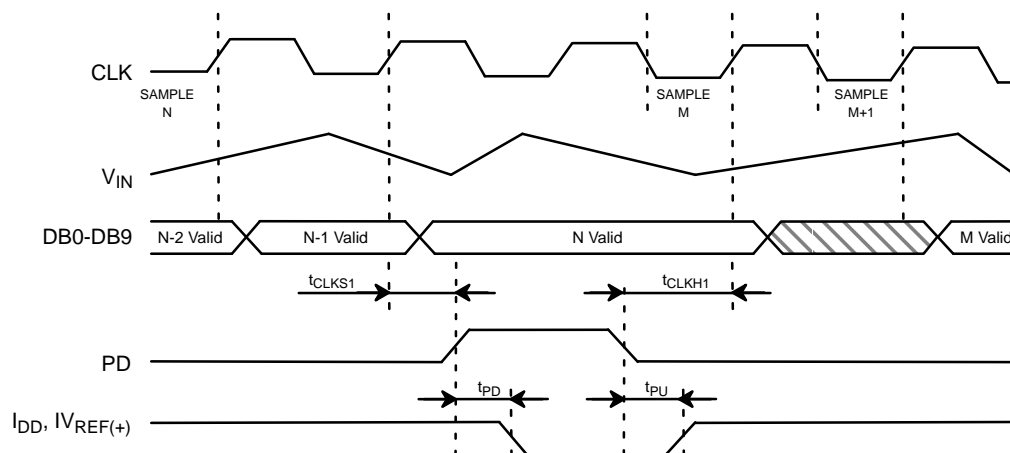 CLK
SAMPLE
N
SAMPLE
M
SAMPLE
M+1
VIN
DB0-DB9
N-2 Valid
N-1 Valid
N Valid
M Valid
tCLKS1
tCLKH1
PD
tPD
tPU
IDD, IVREF(+)